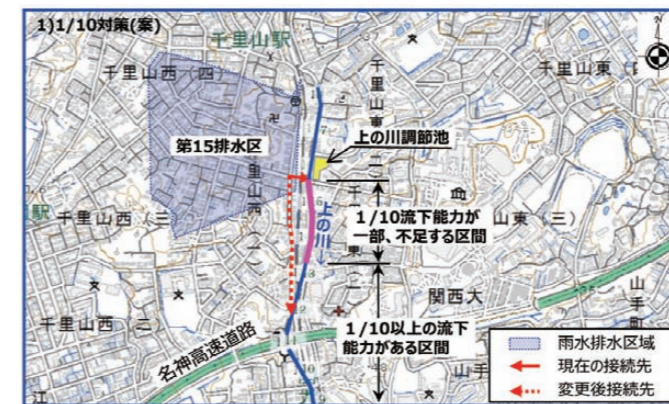 1)1/10対策(案)
千里山駅
千里山西(四)
千里山東
第15排水区
上の川調節池
千里山西(三)
上の川
1/10流下能力が
一部、不足する区間
山東(三)
関西大
千里山西(二)
1/10以上の流下
能力がある区間
名神高速道路
山手町
江
山手
雨水排水区域
現在の接続先
変更後接続先